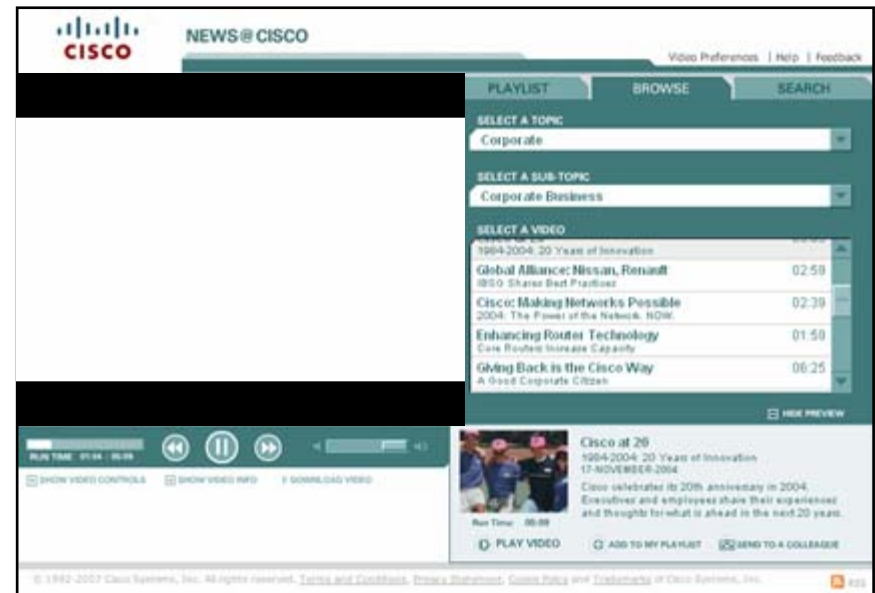 CISCO
NEWS@CISCO
Video Preferences | Help | Feedback
PLAYLIST BROWSE SEARCH
SELECT A TOPIC
Corporate
SELECT A SUB-TOPIC
Corporate Business
SELECT A VIDEO
1984-2004: 20 Years of Innovation
Global Alliance: Nissan, Renault 02:59
IBSG Shares Best Practices
Cisco: Making Networks Possible 02:39
2004: The Power of the Network. NOW.
Enhancing Router Technology 01:50
Core Routers Increase Capacity
Giving Back is the Cisco Way 06:25
A Good Corporate Citizen
HIDE PREVIEW
RUN TIME
SHOW VIDEO CONTROLS SHOW VIDEO INFO DOWNLOAD VIDEO
Cisco at 20
1984-2004: 20 Years of Innovation
17-NOVEMBER-2004
Cisco celebrates its 20th anniversary in 2004.
Executives and employees share their experiences
and thoughts for what is ahead in the next 20 years.
Run Time:
PLAY VIDEO ADD TO MY PLAYLIST SEND TO A COLLEAGUE
© 1992-2007 Cisco Systems, Inc. All rights reserved. Terms and Conditions, Privacy Statement, Cookie Policy and Trademarks of Cisco Systems, Inc. RSS